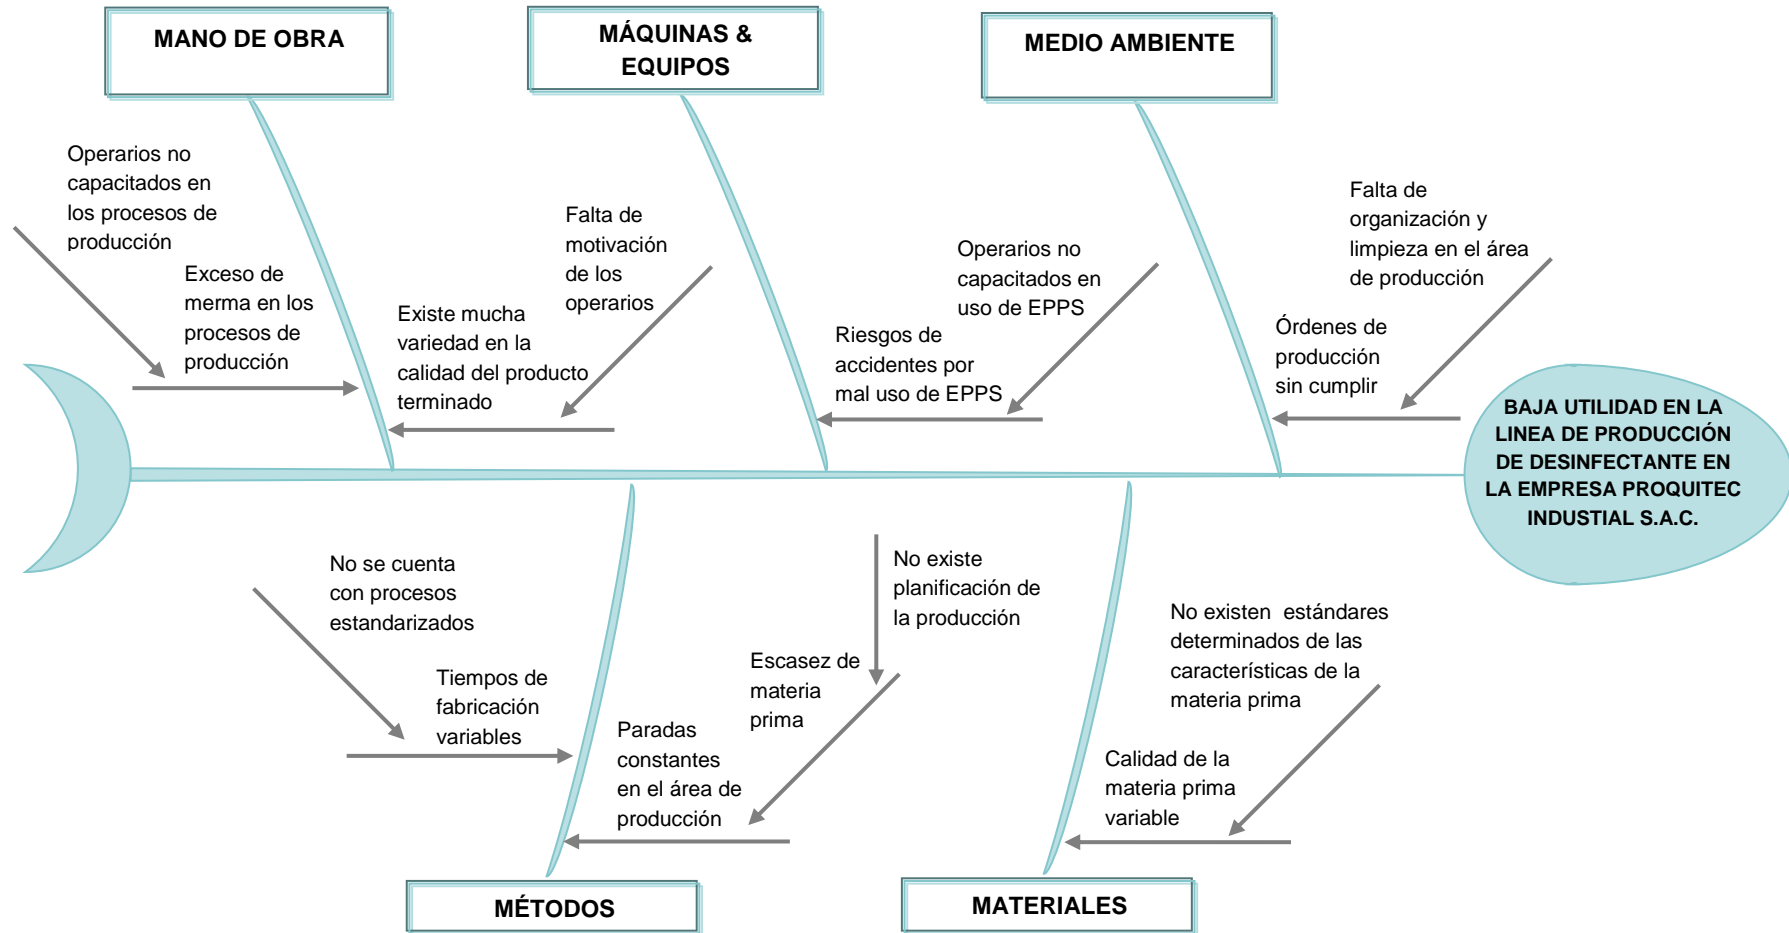 MANO DE OBRA
MÁQUINAS &
EQUIPOS
MEDIO AMBIENTE
Operarios no
capacitados en
los procesos de
producción
Exceso de
merma en los
procesos de
producción
Existe mucha
variedad en la
calidad del producto
terminado
Falta de
motivación
de los
operarios
Riesgos de
accidentes por
mal uso de EPPS
Operarios no
capacitados en
uso de EPPS
Órdenes de
producción
sin cumplir
Falta de
organización y
limpieza en el área
de producción
BAJA UTILIDAD EN LA
LINEA DE PRODUCCIÓN
DE DESINFECTANTE EN
LA EMPRESA PROQUITEC
INDUSTIAL S.A.C.
No se cuenta
con procesos
estandarizados
Tiempos de
fabricación
variables
Paradas
constantes
en el área de
producción
Escasez de
materia
prima
No existe
planificación de
la producción
No existen estándares
determinados de las
características de la
materia prima
Calidad de la
materia prima
variable
MÉTODOS
MATERIALES